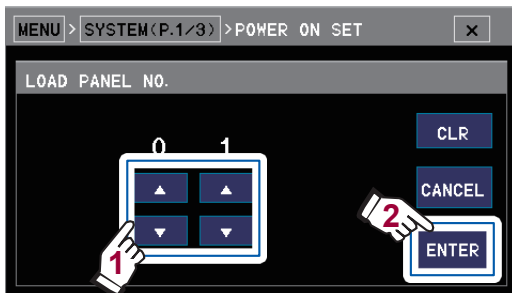 MENU > SYSTEM(P.1/3) >POWER ON SET x
LOAD PANEL NO.
0 1
CLR
CANCEL
2
ENTER
1